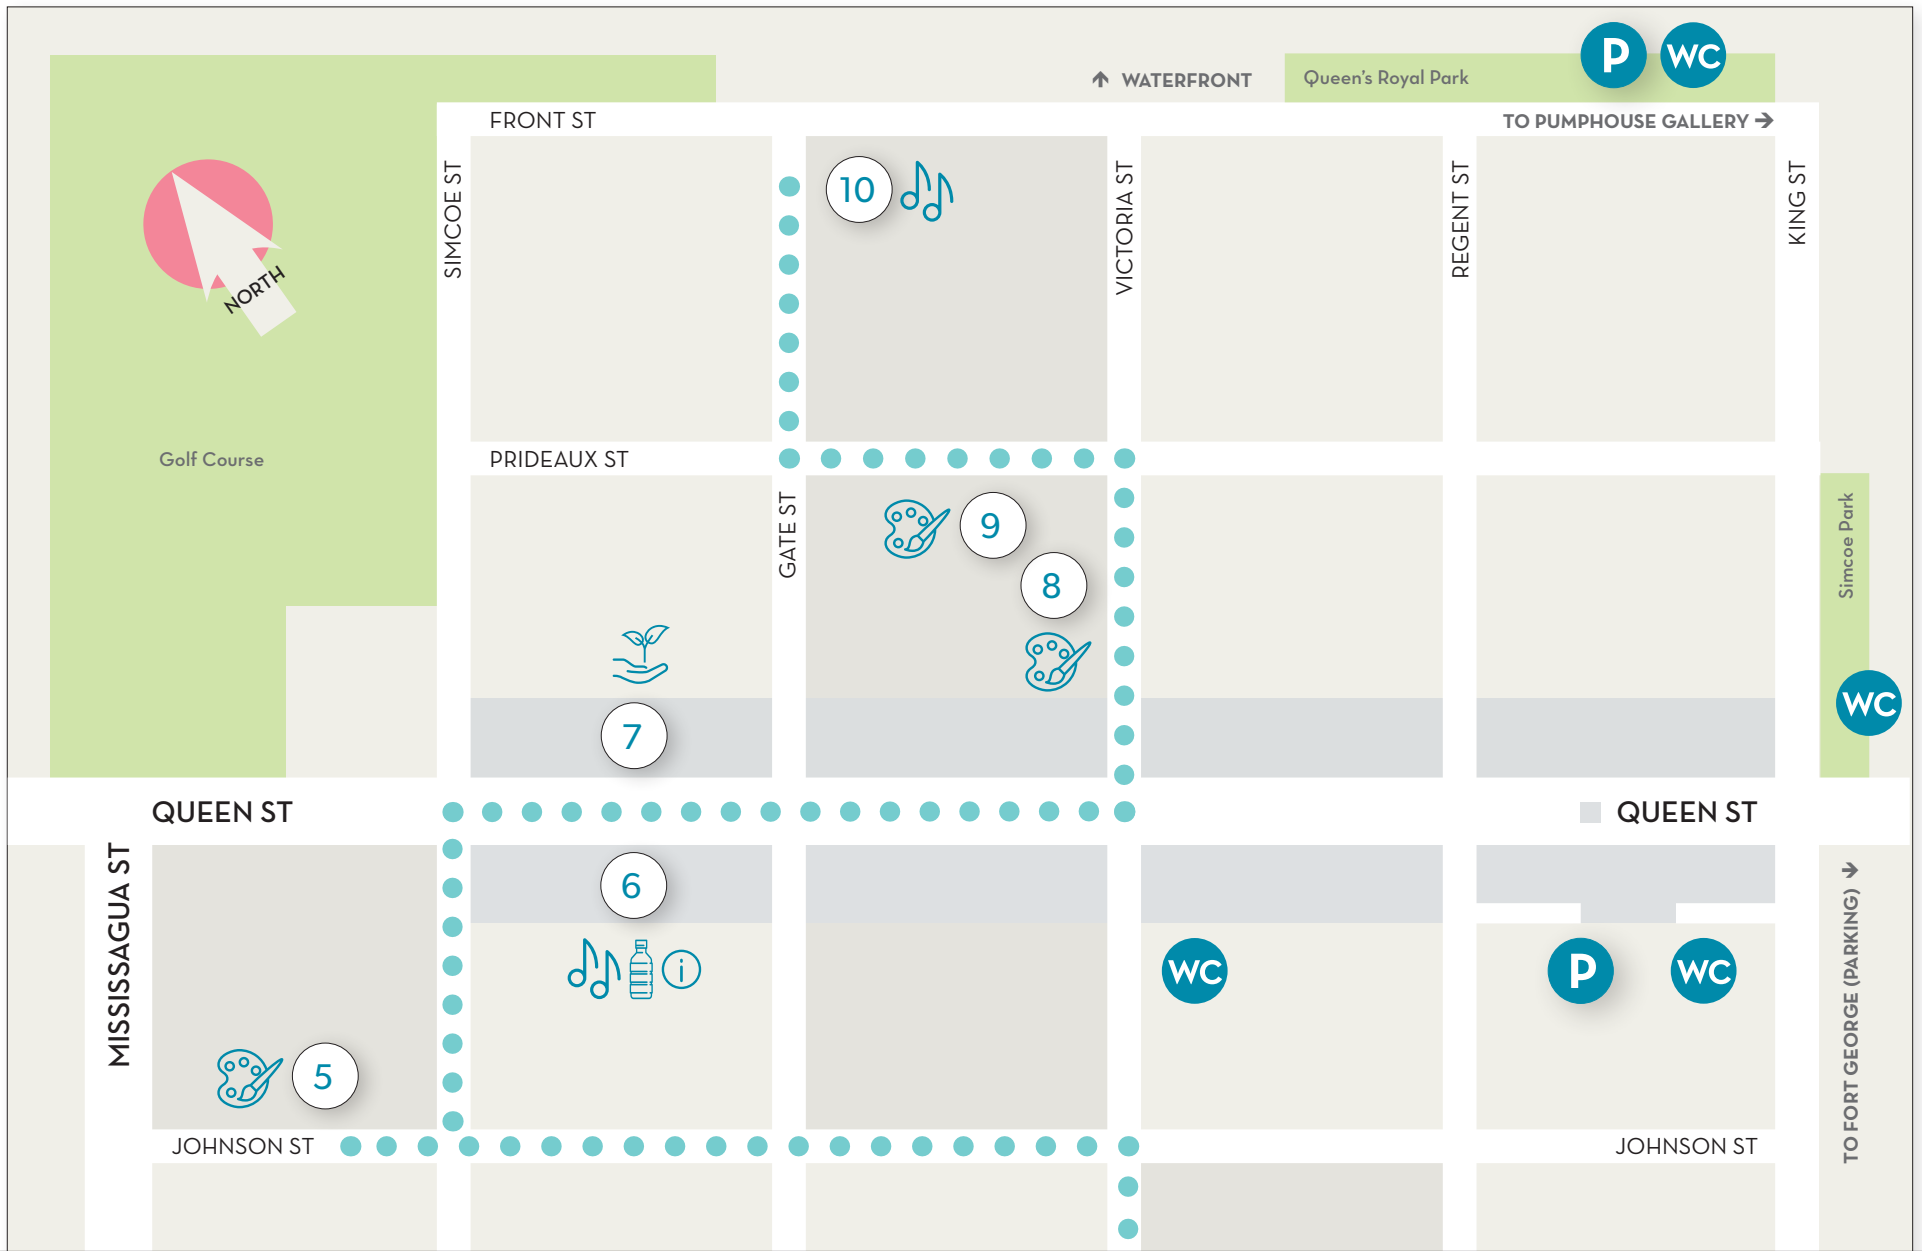 P
WC
↑ WATERFRONT
Queen's Royal Park
FRONT ST
TO PUMPHOUSE GALLERY →
SIMCOE ST
VICTORIA ST
REGENT ST
KING ST
10
NORTH
Golf Course
PRIDEAUX ST
GATE ST
9
8
Simcoe Park
WC
7
QUEEN ST
QUEEN ST
MISSISSAGUA ST
6
i
WC
P
WC
TO FORT GEORGE (PARKING) →
5
JOHNSON ST
JOHNSON ST